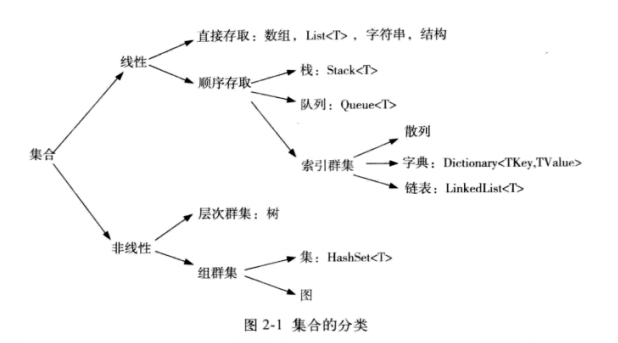 直接存取：数组，List<T>，字符串，结构
线性
顺序存取
栈：Stack<T>
队列：Queue<T>
散列
集合
索引群集
字典：Dictionary<TKey,TValue>
链表：LinkedList<T>
层次群集：树
非线性
组群集
集：HashSet<T>
图
图 2-1 集合的分类